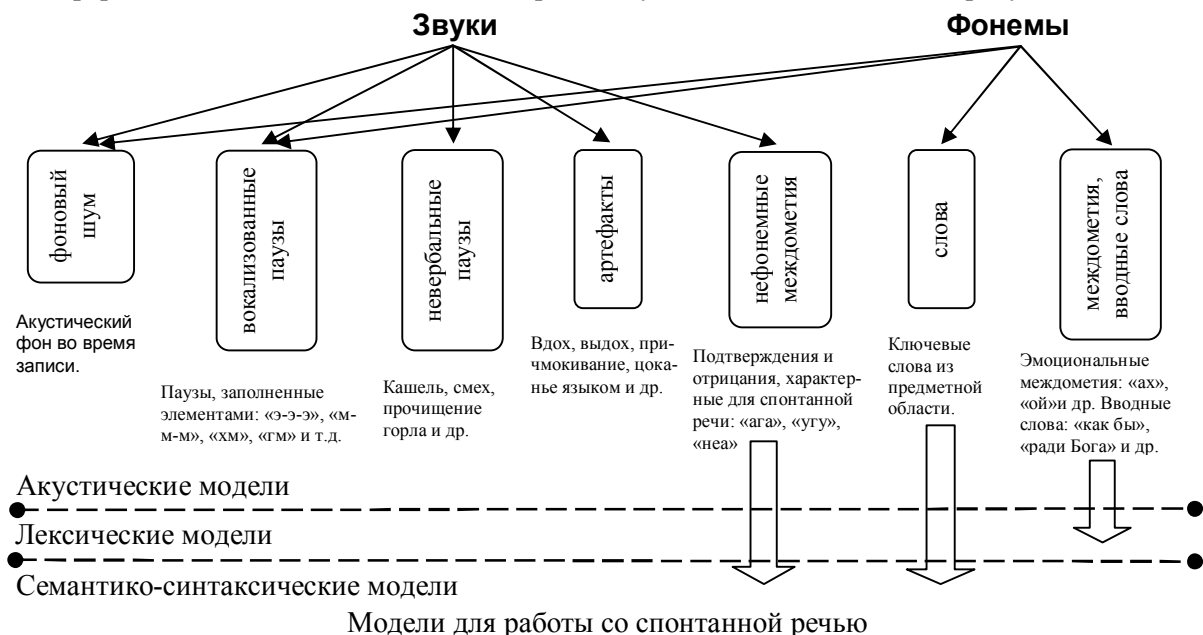 Звуки
Фонемы
фоновый
шум
вокализованные
паузы
невербальные
паузы
артефакты
нефонемные
междометия
слова
междометия,
вводные слова
Акустический
фон во время
записи.
Паузы, заполненные
элементами: «э-э-э», «м-
м-м», «хм», «гм» и т.д.
Кашель, смех,
прочищение
горла и др.
Вдох, выдох, при-
чмокивание, цока-
нье языком и др.
Подтверждения и
отрицания, характер-
ные для спонтанной
речи: «ага», «угу»,
«неа»
Ключевые
слова из
предметной
области.
Эмоциональные
междометия: «ах»,
«ой»и др. Вводные
слова: «как бы»,
«ради Бога» и др.
Акустические модели
Лексические модели
Семантико-синтаксические модели
Модели для работы со спонтанной речью